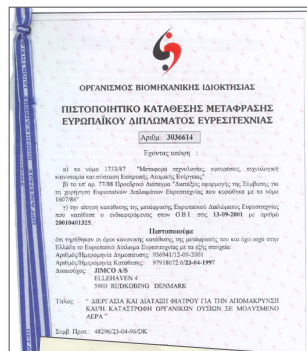 ΟΡΓΑΝΙΣΜΟΣ ΒΙΟΜΗΧΑΝΙΚΗΣ ΙΔΙΟΚΤΗΣΙΑΣ
ΠΙΣΤΟΠΟΙΗΤΙΚΟ ΚΑΤΑΘΕΣΗΣ ΜΕΤΑΦΡΑΣΗΣ
ΕΥΡΩΠΑΪΚΟΥ ΔΙΠΛΩΜΑΤΟΣ ΕΥΡΕΣΙΤΕΧΝΙΑΣ
Αριθμ. 3036614
Εχοντας υπόψη :
α) το νόμο 1733/87 "Μεταφορά τεχνολογίας, εφευρέσεις, τεχνολογική
καινοτομία και σύσταση Επιτροπής Ατομικής Ενέργειας"
β) το υπ' αρ. 77/88 Προεδρικό Διάταγμα "Διατάξεις εφαρμογής της Σύμβασης για
τη χορήγηση Ευρωπαϊκών Διπλωμάτων Ευρεσιτεχνίας που κυρώθηκε με το νόμο
1607/86"
γ) την αίτηση κατάθεσης της μετάφρασης Ευρωπαϊκού Διπλώματος Ευρεσιτεχνίας
που κατέθεσε ο ενδιαφερόμενος στον Ο.Β.Ι . στις 13-09-2001 με αριθμό
20010401325.
Πιστοποιούμε
ότι τηρήθηκαν οι όροι κανονικής κατάθεσης της μετάφρασής του και έχει ισχύ στην
Ελλάδα το Ευρωπαϊκό Δίπλωμα Ευρεσιτεχνίας με τα εξής στοιχεία:
Αριθμός/Ημερομηνία Δημοσίευσης: 936941/12-09-2001
Αριθμός/Ημερομηνία Κατάθεσης: 97918072.6/23-04-1997
Δικαιούχος: JIMCO A/S
ELLEHAVEN 4
5900 RUDKOBING DENMARK
Τίτλος : " ΔΙΕΡΓΑΣΙΑ ΚΑΙ ΔΙΑΤΑΞΗ ΦΙΛΤΡΟΥ ΓΙΑ ΤΗΝ ΑΠΟΜΑΚΡΥΝΣΗ
ΚΑΙ/Ή ΚΑΤΑΣΤΡΟΦΗ ΟΡΓΑΝΙΚΩΝ ΟΥΣΙΩΝ ΣΕ ΜΟΛΥΣΜΕΝΟ
ΑΕΡΑ "
Συμβ. Προτ.: 48296/23-04-96/DK